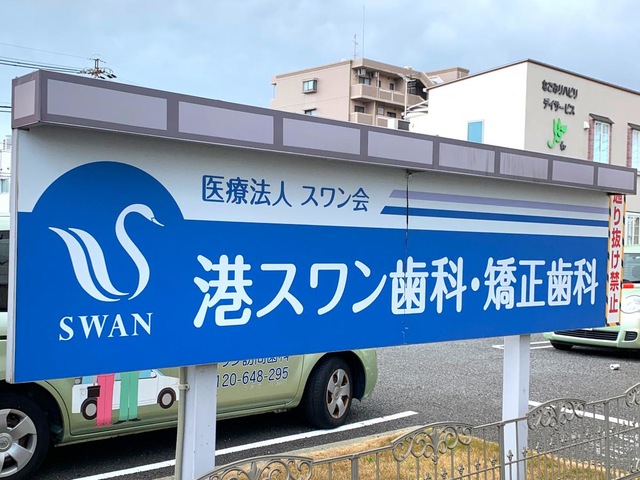 なごみリハビリ
デイサービス
医療法人 スワン会
港スワン歯科・矯正歯科
SWAN
通り抜け禁止
120-648-295